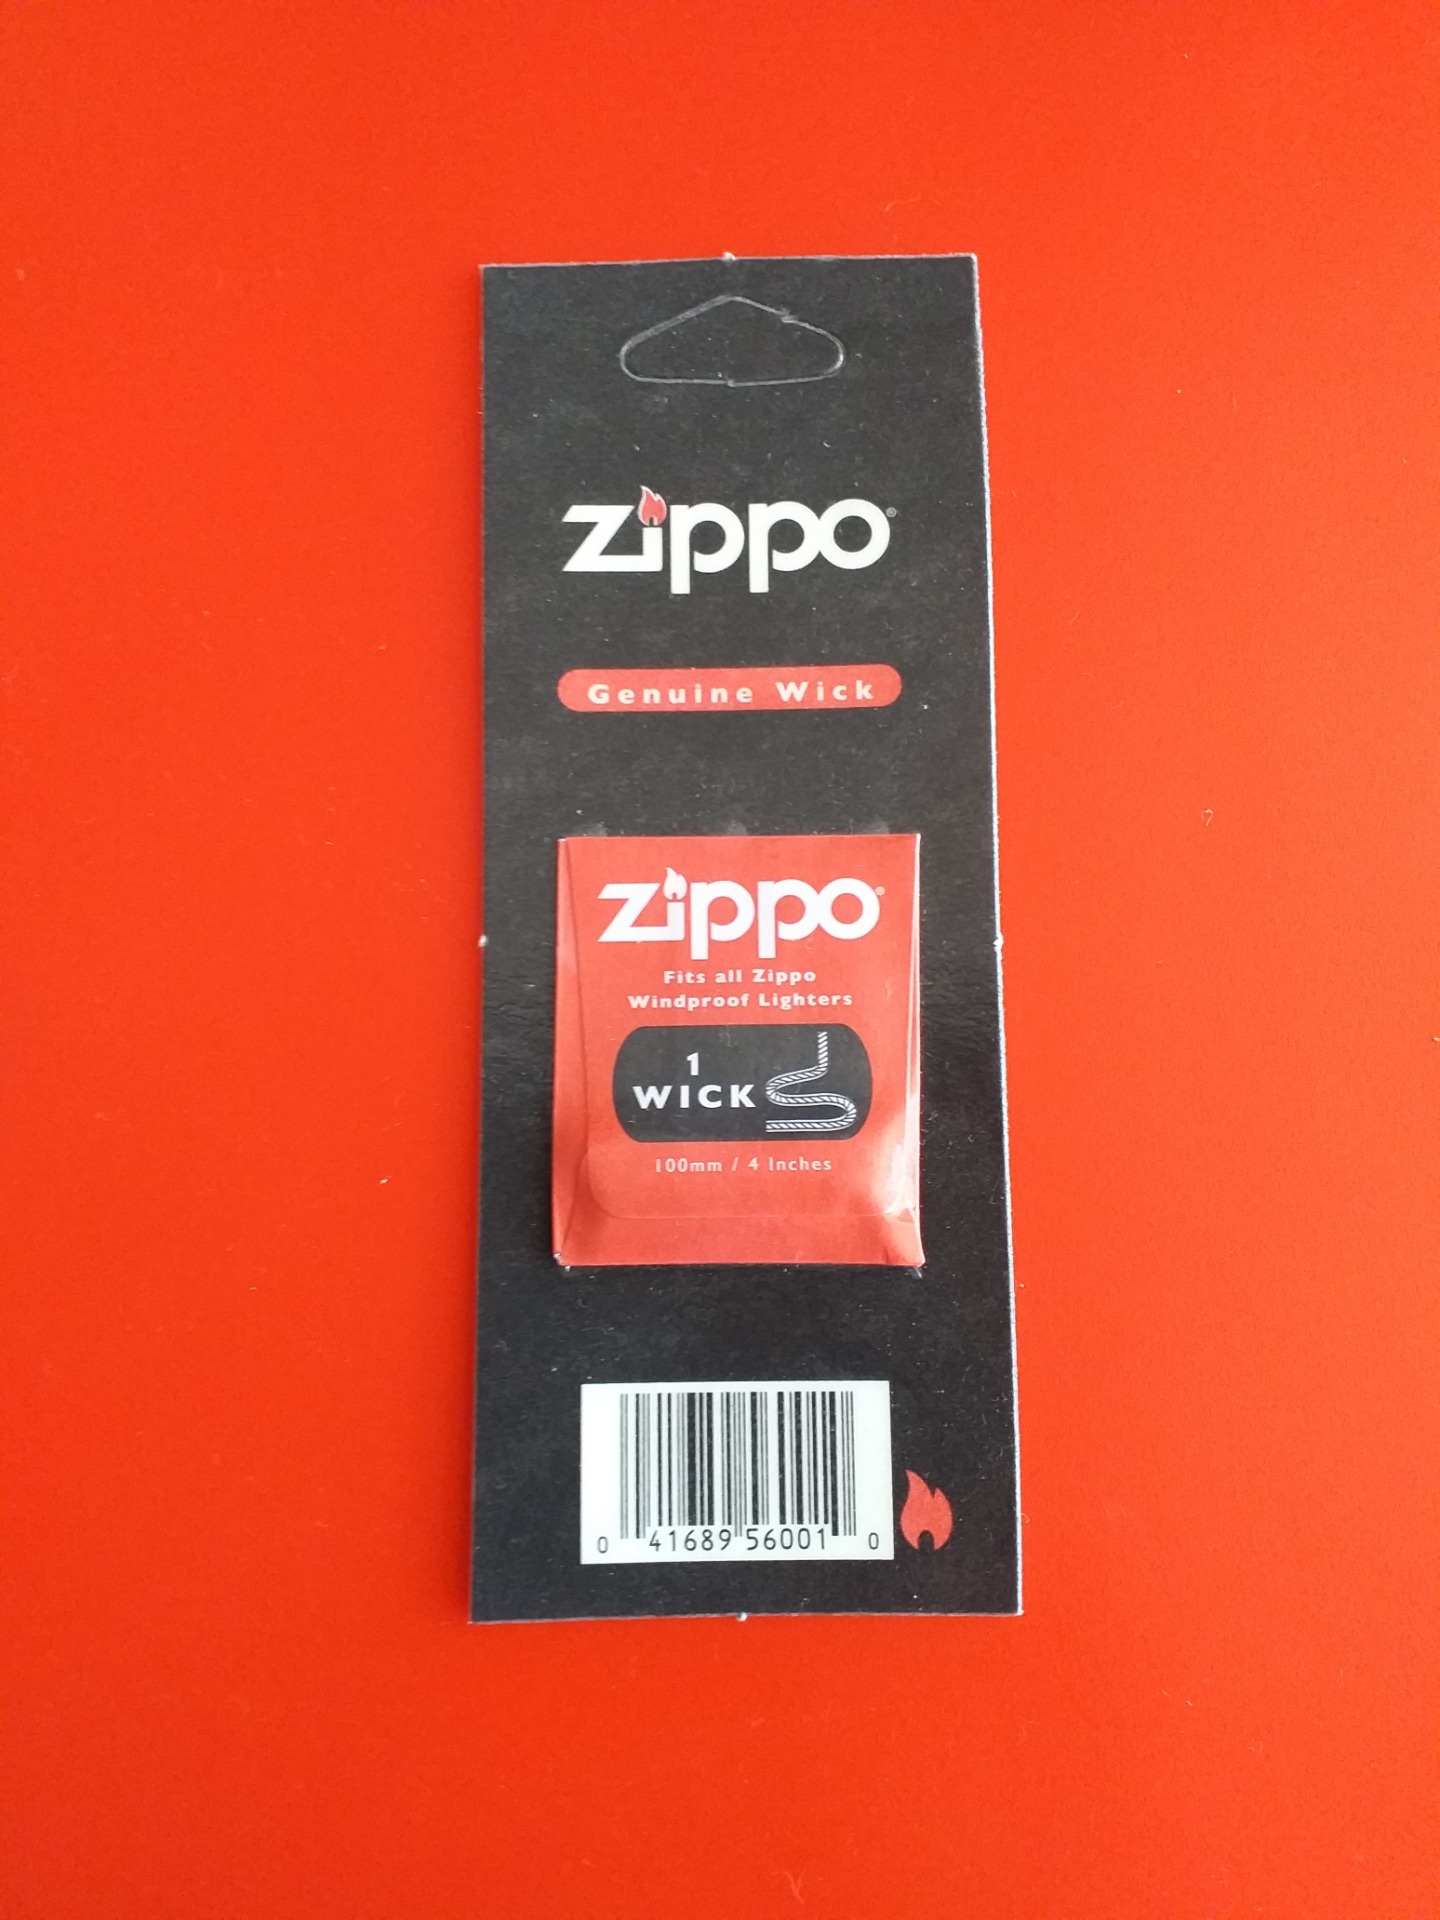 Zippo®
Genuine Wick
Zippo®
Fits all Zippo
Windproof Lighters
1
WICK
100mm / 4 Inches
0 41689 56001 0